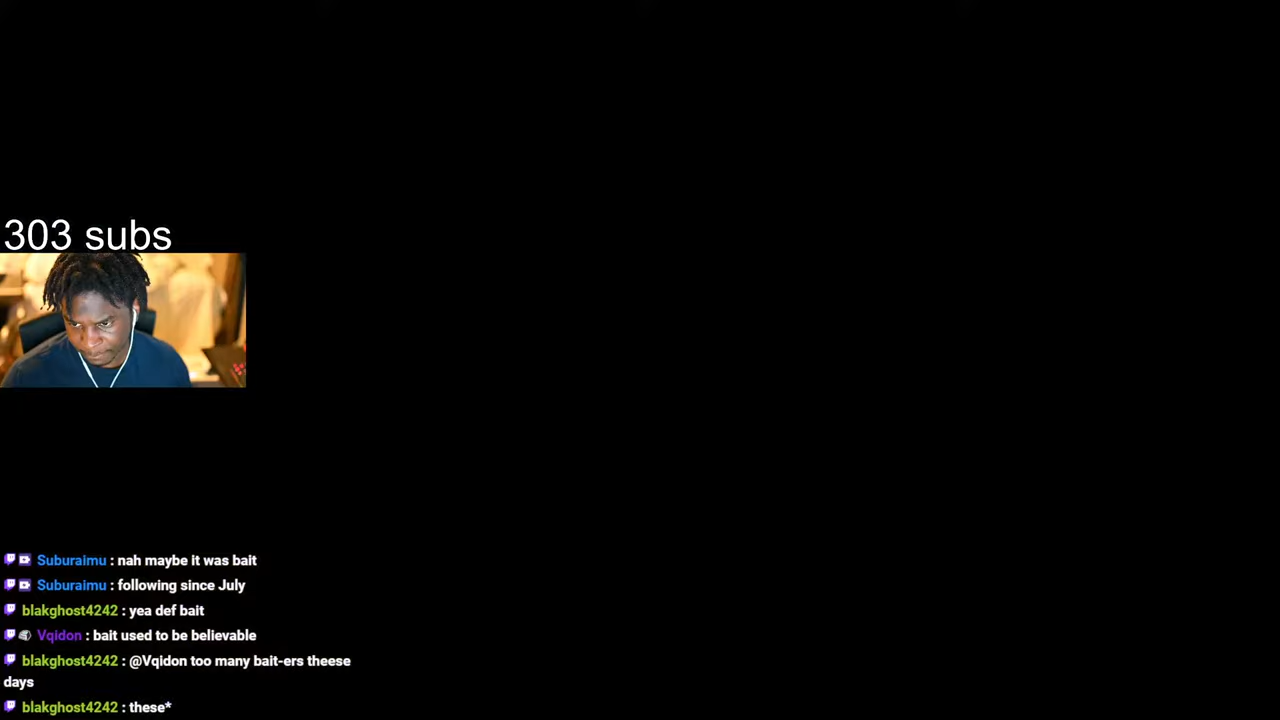 303 subs
Suburaimu : nah maybe it was bait
Suburaimu : following since July
blakghost4242 : yea def bait
Vqidon : bait used to be believable
blakghost4242 : @Vqidon too many bait-ers theese
days
blakghost4242 : these*